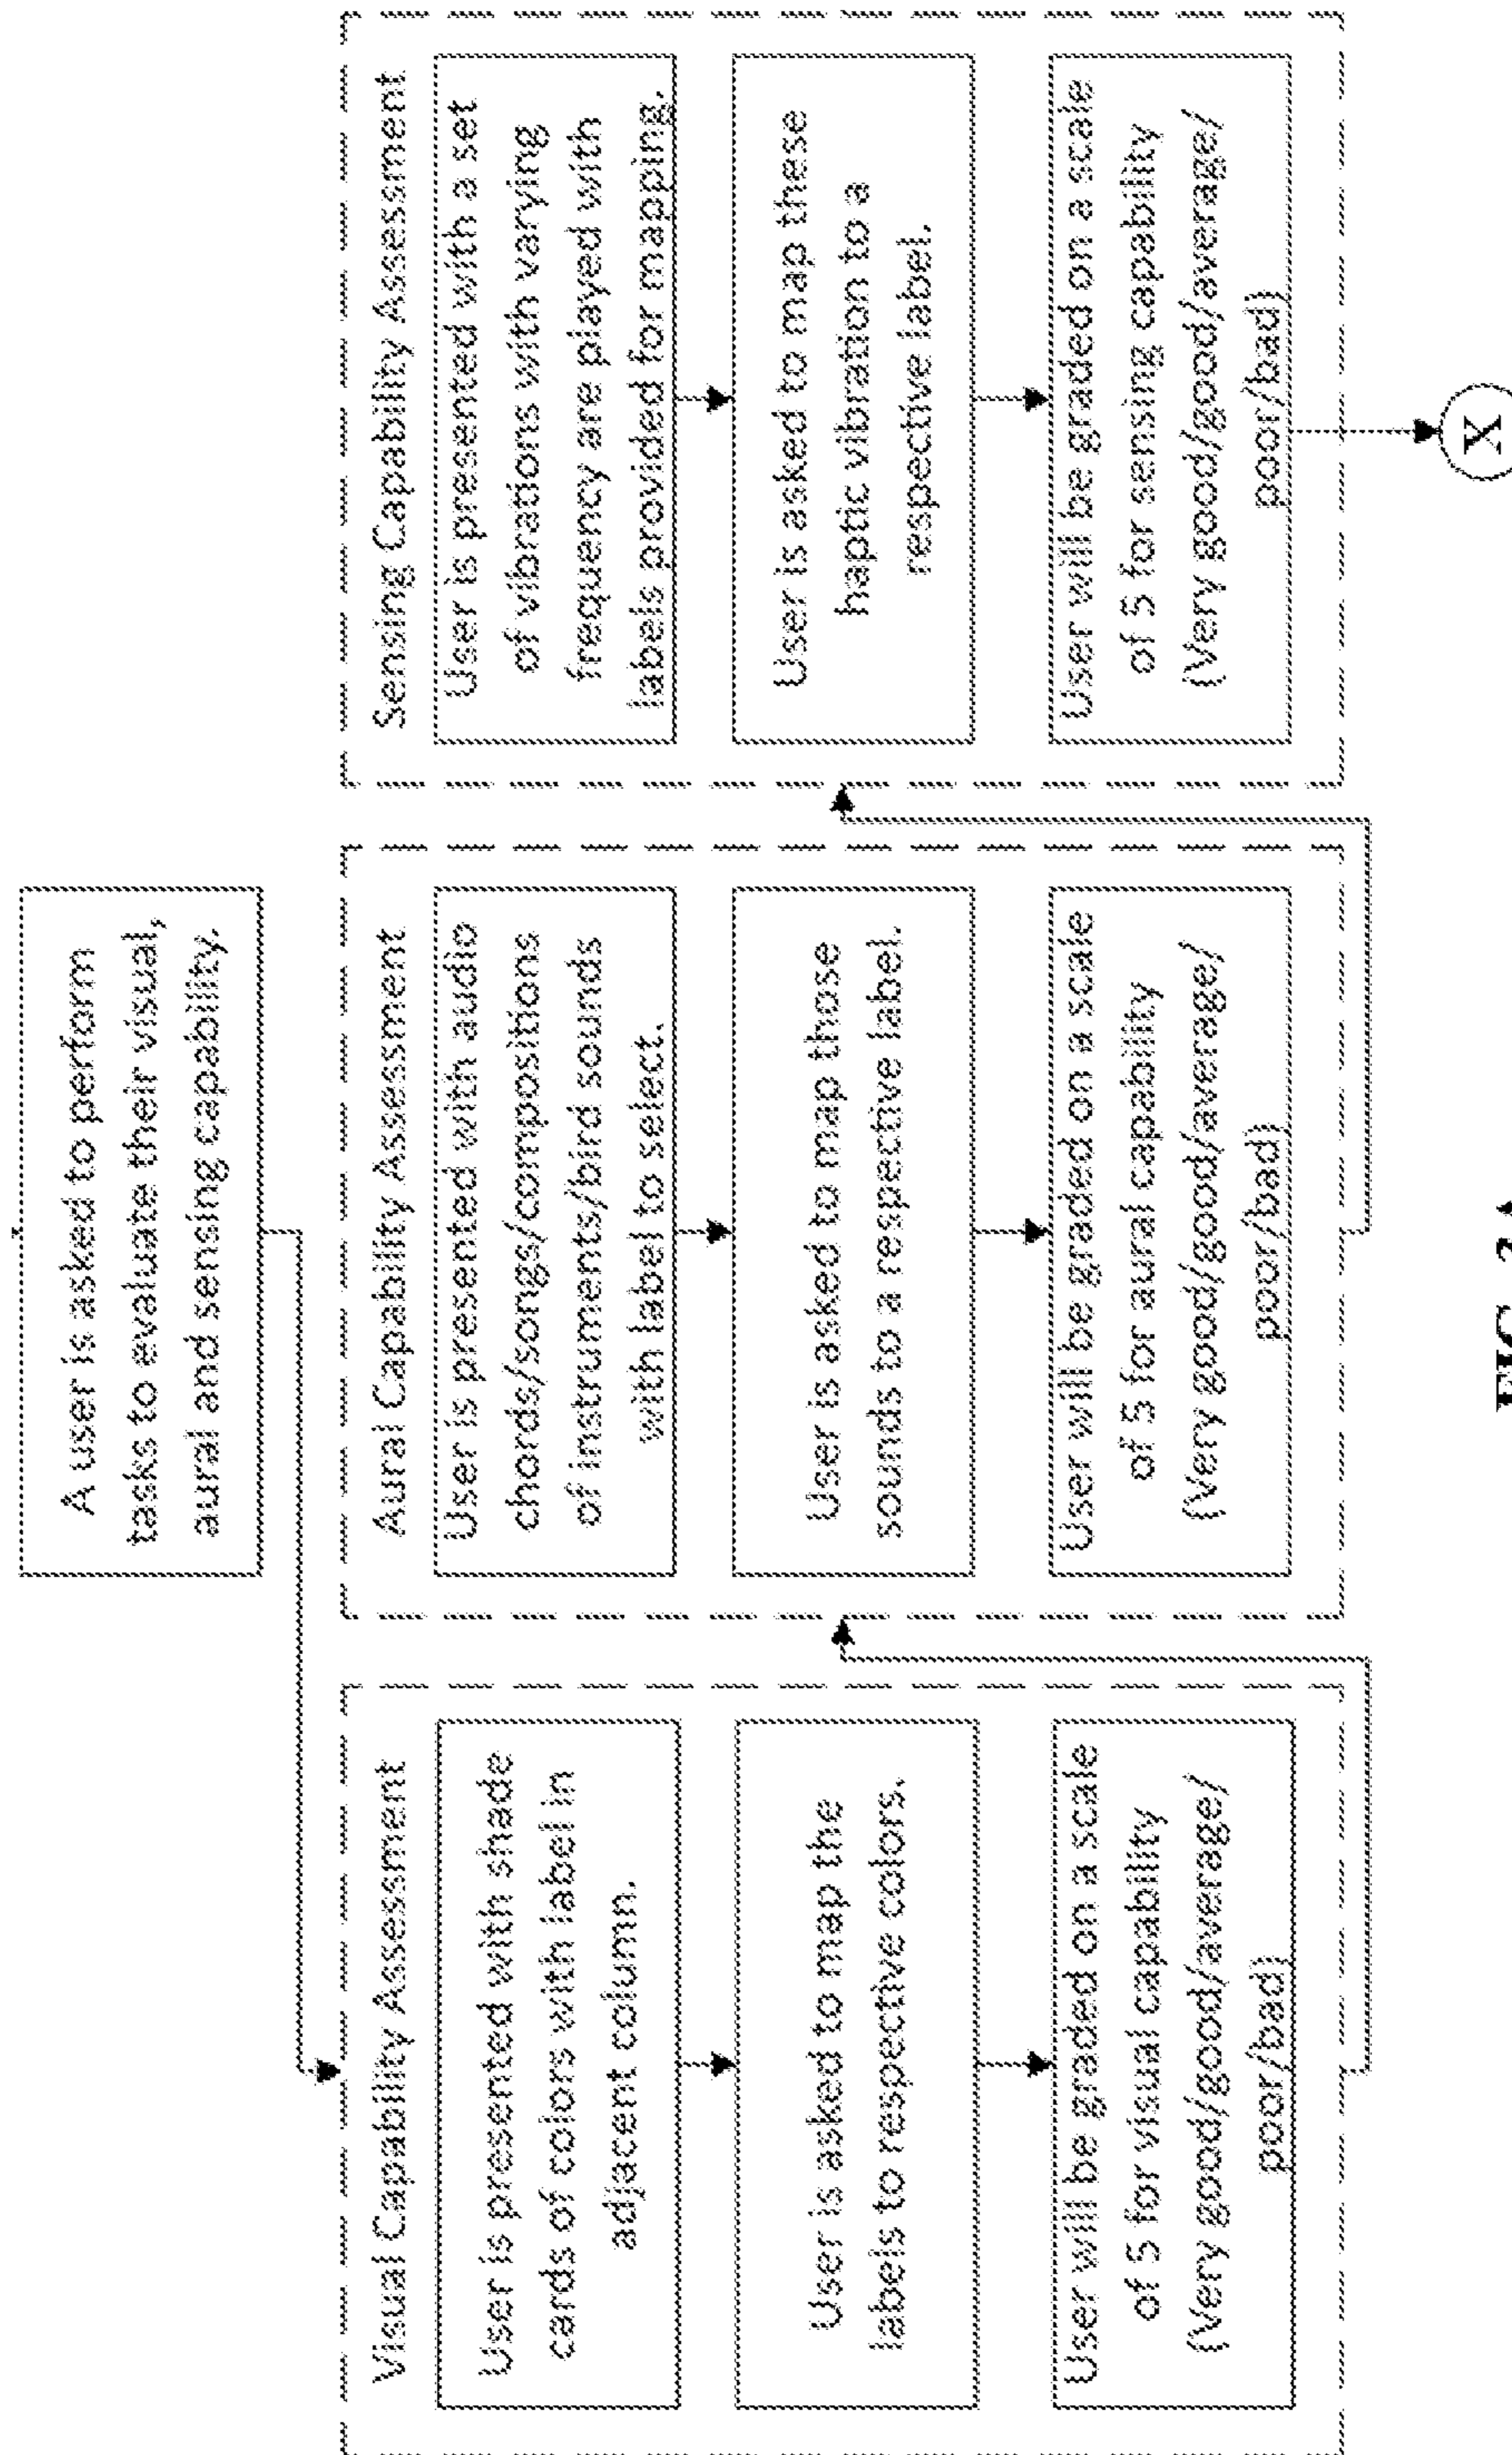 A user is asked to perform
tasks to evaluate their visual,
aural and sensing capability.
Visual Capability Assessment
User is presented with shade
cards of colors with label in
adjacent column.
User is asked to map the
labels to respective colors.
User will be graded on a scale
of 5 for visual capability
(Very good/good/average/
poor/bad)
Aural Capability Assessment
User is presented with audio
chords/songs/compositions
of instruments/bird sounds
with label to select.
User is asked to map those
sounds to a respective label.
User will be graded on a scale
of 5 for aural capability
(Very good/good/average/
poor/bad)
Sensing Capability Assessment
User is presented with a set
of vibrations with varying
frequency are played with
labels provided for mapping.
User is asked to map these
haptic vibration to a
respective label.
User will be graded on a scale
of 5 for sensing capability
(Very good/good/average/
poor/bad)
X